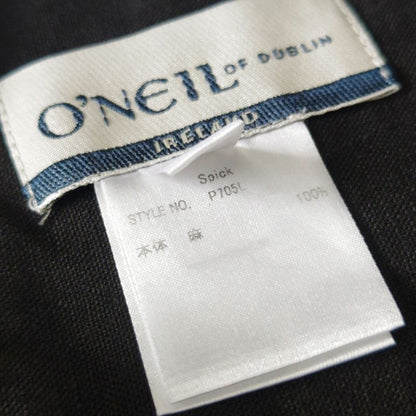 O'NEIL OF DUBLIN
IRELAND
Spick
STYLE NO. P705L
本体 麻 100%